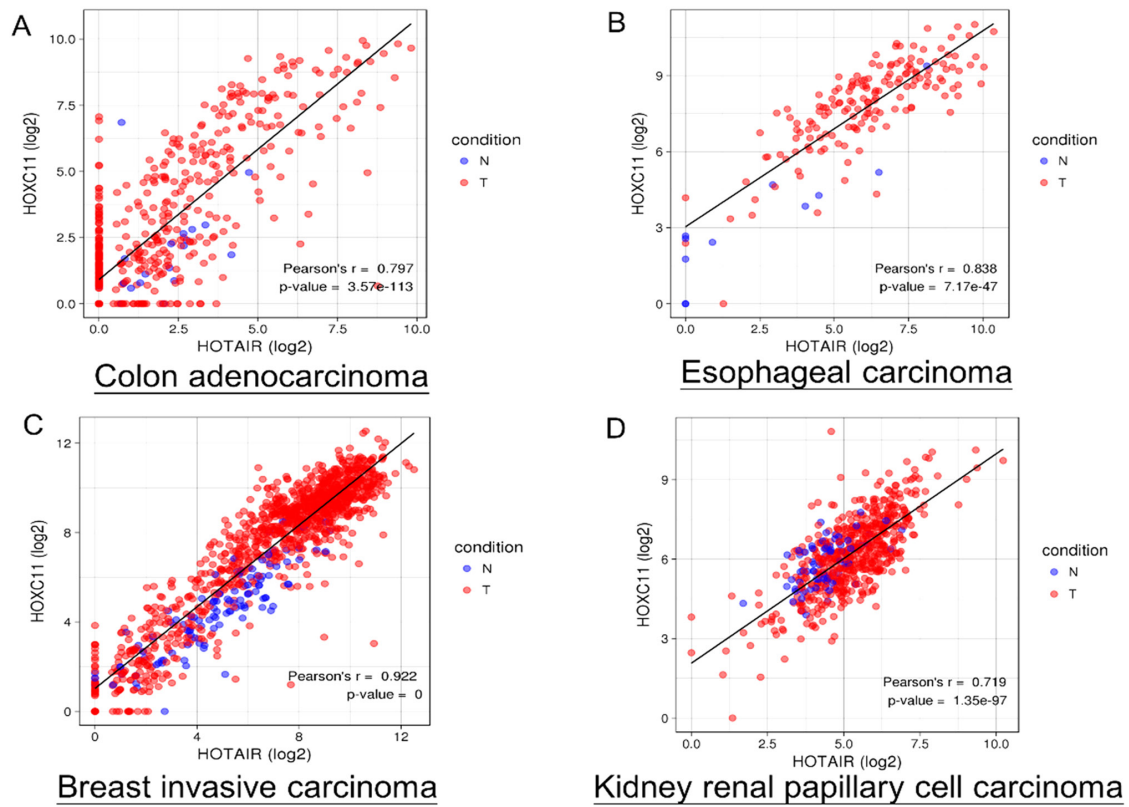 A
HOXC11 (log2)
10.0
7.5
5.0
2.5
0.0
Pearson's r = 0.797
p-value = 3.57e-113
0.0 2.5 5.0 7.5 10.0
HOTAIR (log2)
condition
N
T
Colon adenocarcinoma
B
HOXC11 (log2)
9
6
3
0
Pearson's r = 0.838
p-value = 7.17e-47
0.0 2.5 5.0 7.5 10.0
HOTAIR (log2)
condition
N
T
Esophageal carcinoma
C
HOXC11 (log2)
12
8
4
0
Pearson's r = 0.922
p-value = 0
0 4 8 12
HOTAIR (log2)
condition
N
T
Breast invasive carcinoma
D
HOXC11 (log2)
9
6
3
0
Pearson's r = 0.719
p-value = 1.35e-97
0.0 2.5 5.0 7.5 10.0
HOTAIR (log2)
condition
N
T
Kidney renal papillary cell carcinoma